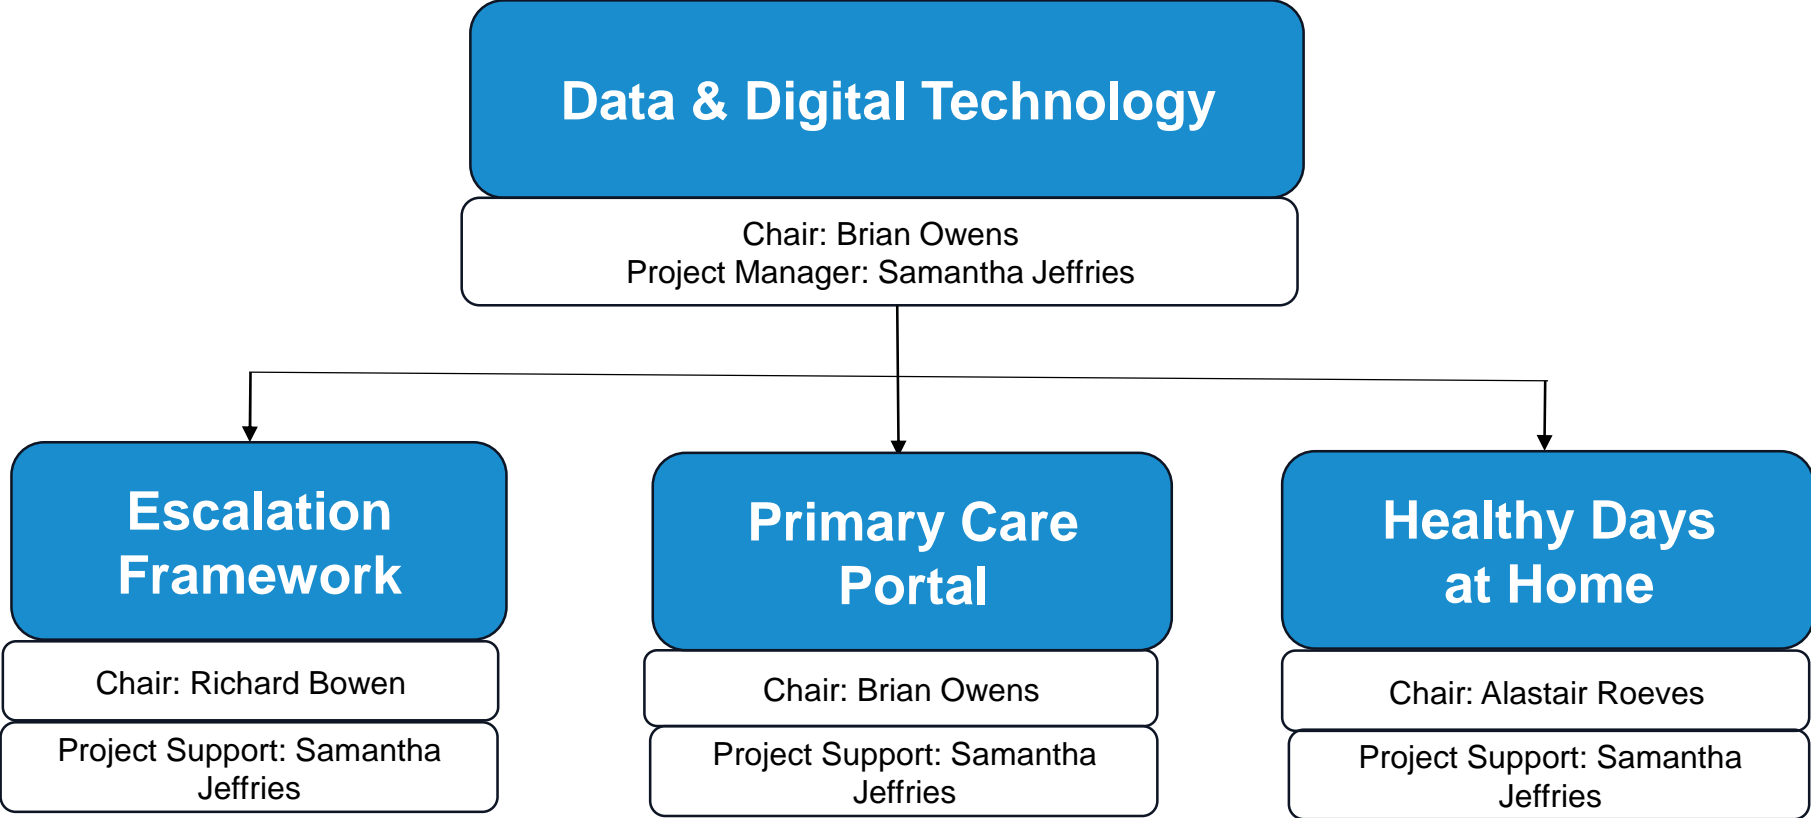 Data & Digital Technology
Chair: Brian Owens
Project Manager: Samantha Jeffries
Escalation
Framework
Chair: Richard Bowen
Project Support: Samantha
Jeffries
Primary Care
Portal
Chair: Brian Owens
Project Support: Samantha
Jeffries
Healthy Days
at Home
Chair: Alastair Roeves
Project Support: Samantha
Jeffries